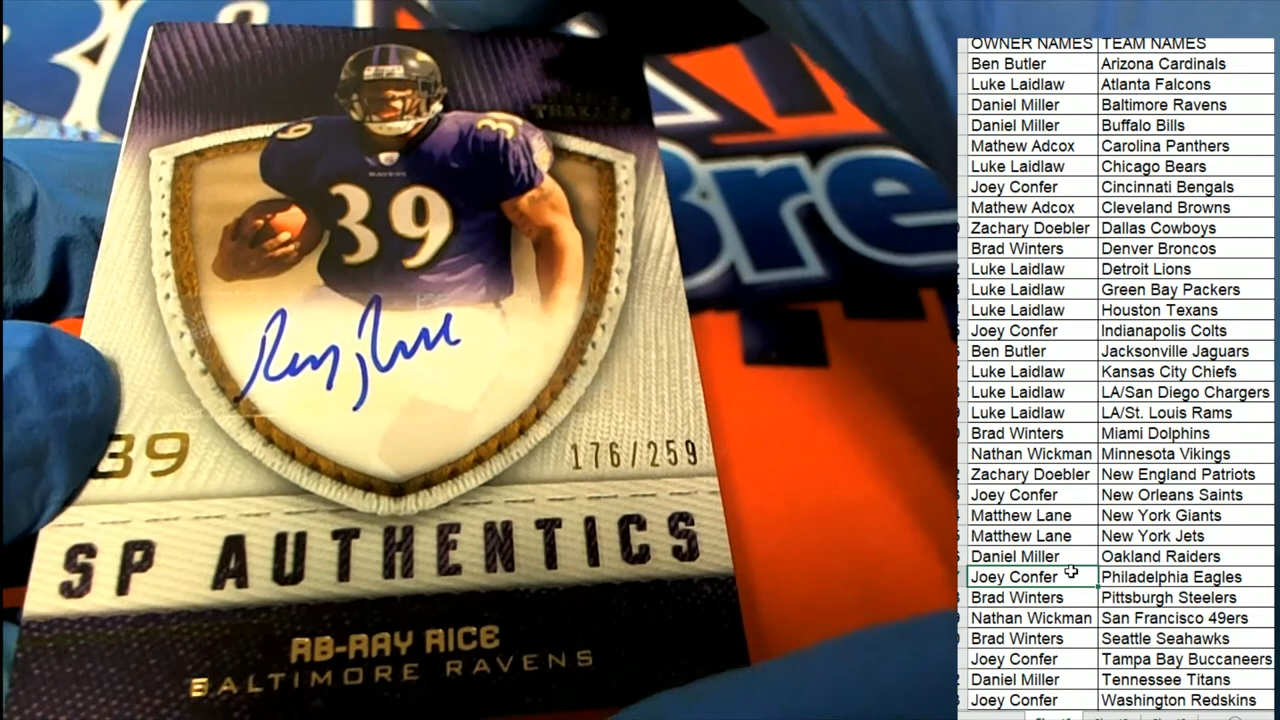 THREADS
39
39
Ray Rice
39
176/259
SP AUTHENTICS
RB-RAY RICE
BALTIMORE RAVENS
Bre
OWNER NAMES TEAM NAMES
Ben Butler Arizona Cardinals
Luke Laidlaw Atlanta Falcons
Daniel Miller Baltimore Ravens
Daniel Miller Buffalo Bills
Mathew Adcox Carolina Panthers
Luke Laidlaw Chicago Bears
Joey Confer Cincinnati Bengals
Mathew Adcox Cleveland Browns
Zachary Doebler Dallas Cowboys
Brad Winters Denver Broncos
Luke Laidlaw Detroit Lions
Luke Laidlaw Green Bay Packers
Luke Laidlaw Houston Texans
Joey Confer Indianapolis Colts
Ben Butler Jacksonville Jaguars
Luke Laidlaw Kansas City Chiefs
Luke Laidlaw LA/San Diego Chargers
Luke Laidlaw LA/St. Louis Rams
Brad Winters Miami Dolphins
Nathan Wickman Minnesota Vikings
Zachary Doebler New England Patriots
Joey Confer New Orleans Saints
Matthew Lane New York Giants
Matthew Lane New York Jets
Daniel Miller Oakland Raiders
Joey Confer Philadelphia Eagles
Brad Winters Pittsburgh Steelers
Nathan Wickman San Francisco 49ers
Brad Winters Seattle Seahawks
Joey Confer Tampa Bay Buccaneers
Daniel Miller Tennessee Titans
Joey Confer Washington Redskins